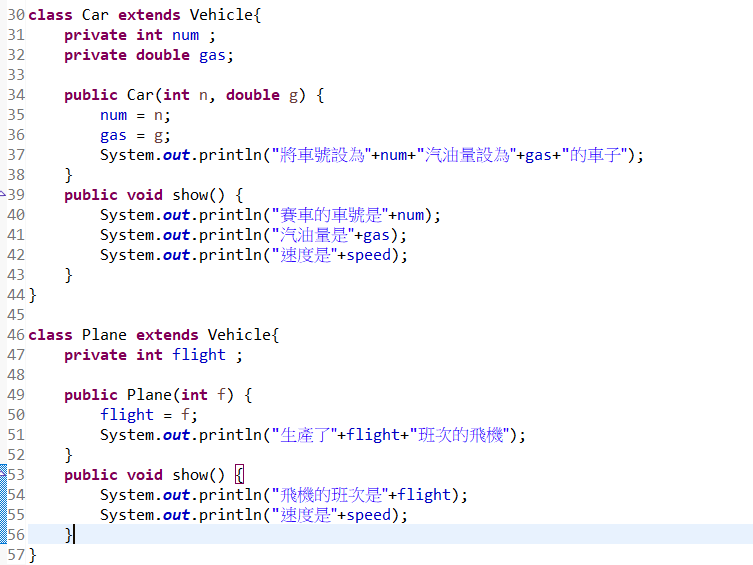 30 class Car extends Vehicle{
31     private int num ;
32     private double gas;
33
34     public Car(int n, double g) {
35         num = n;
36         gas = g;
37         System.out.println("將車號設為"+num+"汽油量設為"+gas+"的車子");
38     }
39     public void show() {
40         System.out.println("賽車的車號是"+num);
41         System.out.println("汽油量是"+gas);
42         System.out.println("速度是"+speed);
43     }
44 }
45
46 class Plane extends Vehicle{
47     private int flight ;
48
49     public Plane(int f) {
50         flight = f;
51         System.out.println("生產了"+flight+"班次的飛機");
52     }
53     public void show() {
54         System.out.println("飛機的班次是"+flight);
55         System.out.println("速度是"+speed);
56     }
57 }